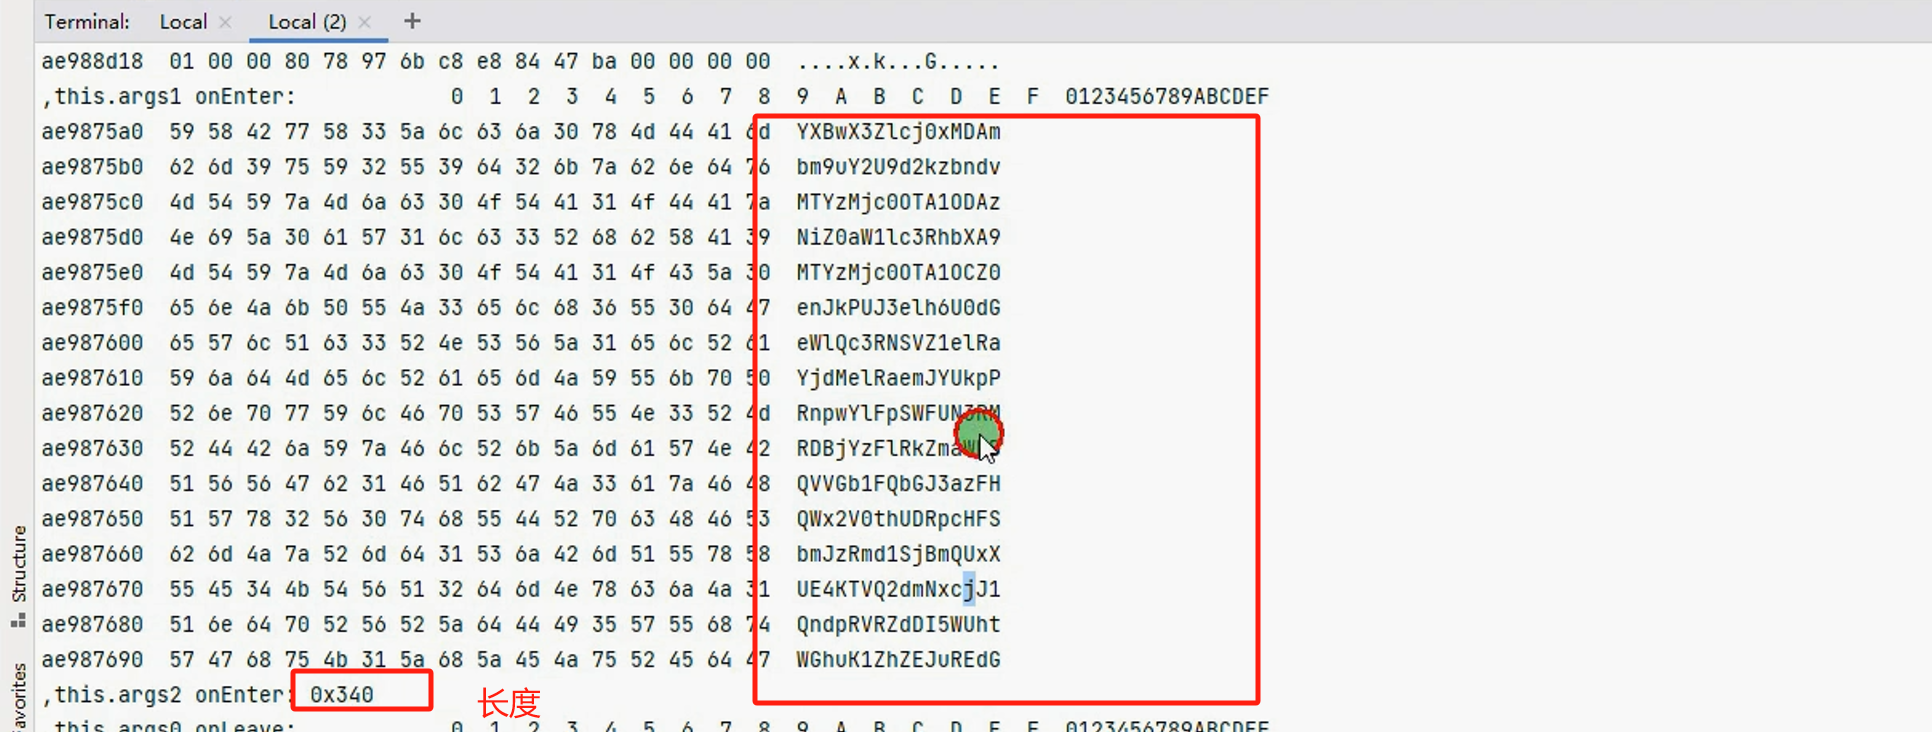 Terminal: Local × Local (2) × +
ae988d18 01 00 00 80 78 97 6b c8 e8 84 47 ba 00 00 00 00 ....x.k...G.....
,this.args1 onEnter: 0 1 2 3 4 5 6 7 8 9 A B C D E F 0123456789ABCDEF
ae9875a0 59 58 42 77 58 33 5a 6c 63 6a 30 78 4d 44 41 6d YXBwX3Zlcj0xMDAm
ae9875b0 62 6d 39 75 59 32 55 39 64 32 6b 7a 62 6e 64 76 bm9uY2U9d2kzbndv
ae9875c0 4d 54 59 7a 4d 6a 63 30 4f 54 41 31 4f 44 41 7a MTYzMjc0OTA1ODAz
ae9875d0 4e 69 5a 30 61 57 31 6c 63 33 52 68 62 58 41 39 NiZ0aW1lc3RhbXA9
ae9875e0 4d 54 59 7a 4d 6a 63 30 4f 54 41 31 4f 43 5a 30 MTYzMjc0OTA1OCZ0
ae9875f0 65 6e 4a 6b 50 55 4a 33 65 6c 68 36 55 30 64 47 enJkPUJ3elh6U0dG
ae987600 65 57 6c 51 63 33 52 4e 53 56 5a 31 65 6c 52 61 eWlQc3RNSVZ1elRa
ae987610 59 6a 64 4d 65 6c 52 61 65 6d 4a 59 55 6b 70 50 YjdMelRaemJYUkpP
ae987620 52 6e 70 77 59 6c 46 70 53 57 46 55 4e 33 52 4d RnpwYlFpSWFUN3RM
ae987630 52 44 42 6a 59 7a 46 6c 52 6b 5a 6d 61 57 4e 42 RDBjYzFlRkZmaW
ae987640 51 56 56 47 62 31 46 51 62 47 4a 33 61 7a 46 48 QVVGb1FQbGJ3azFH
ae987650 51 57 78 32 56 30 74 68 55 44 52 70 63 48 46 53 QWx2V0thUDRpcHFS
ae987660 62 6d 4a 7a 52 6d 64 31 53 6a 42 6d 51 55 78 58 bmJzRmd1SjBmQUxX
ae987670 55 45 34 4b 54 56 51 32 64 6d 4e 78 63 6a 4a 31 UE4KTVQ2dmNxcjJ1
ae987680 51 6e 64 70 52 56 52 5a 64 44 49 35 57 55 68 74 QndpRVRZdDI5WUht
ae987690 57 47 68 75 4b 31 5a 68 5a 45 4a 75 52 45 64 47 WGhuK1ZhZEJuREdG
,this.args2 onEnter: 0x340 长度
,this.args0 onLeave: 0 1 2 3 4 5 6 7 8 9 A B C D E F 0123456789ABCDEF
Structure